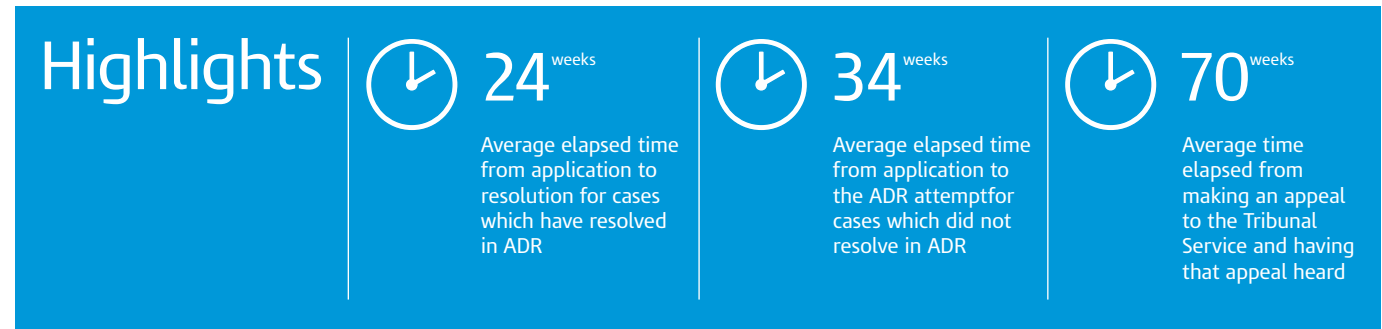 Highlights
24 weeks
Average elapsed time
from application to
resolution for cases
which have resolved
in ADR
34 weeks
Average elapsed time
from application to
the ADR attemptfor
cases which did not
resolve in ADR
70 weeks
Average time
elapsed from
making an appeal
to the Tribunal
Service and having
that appeal heard